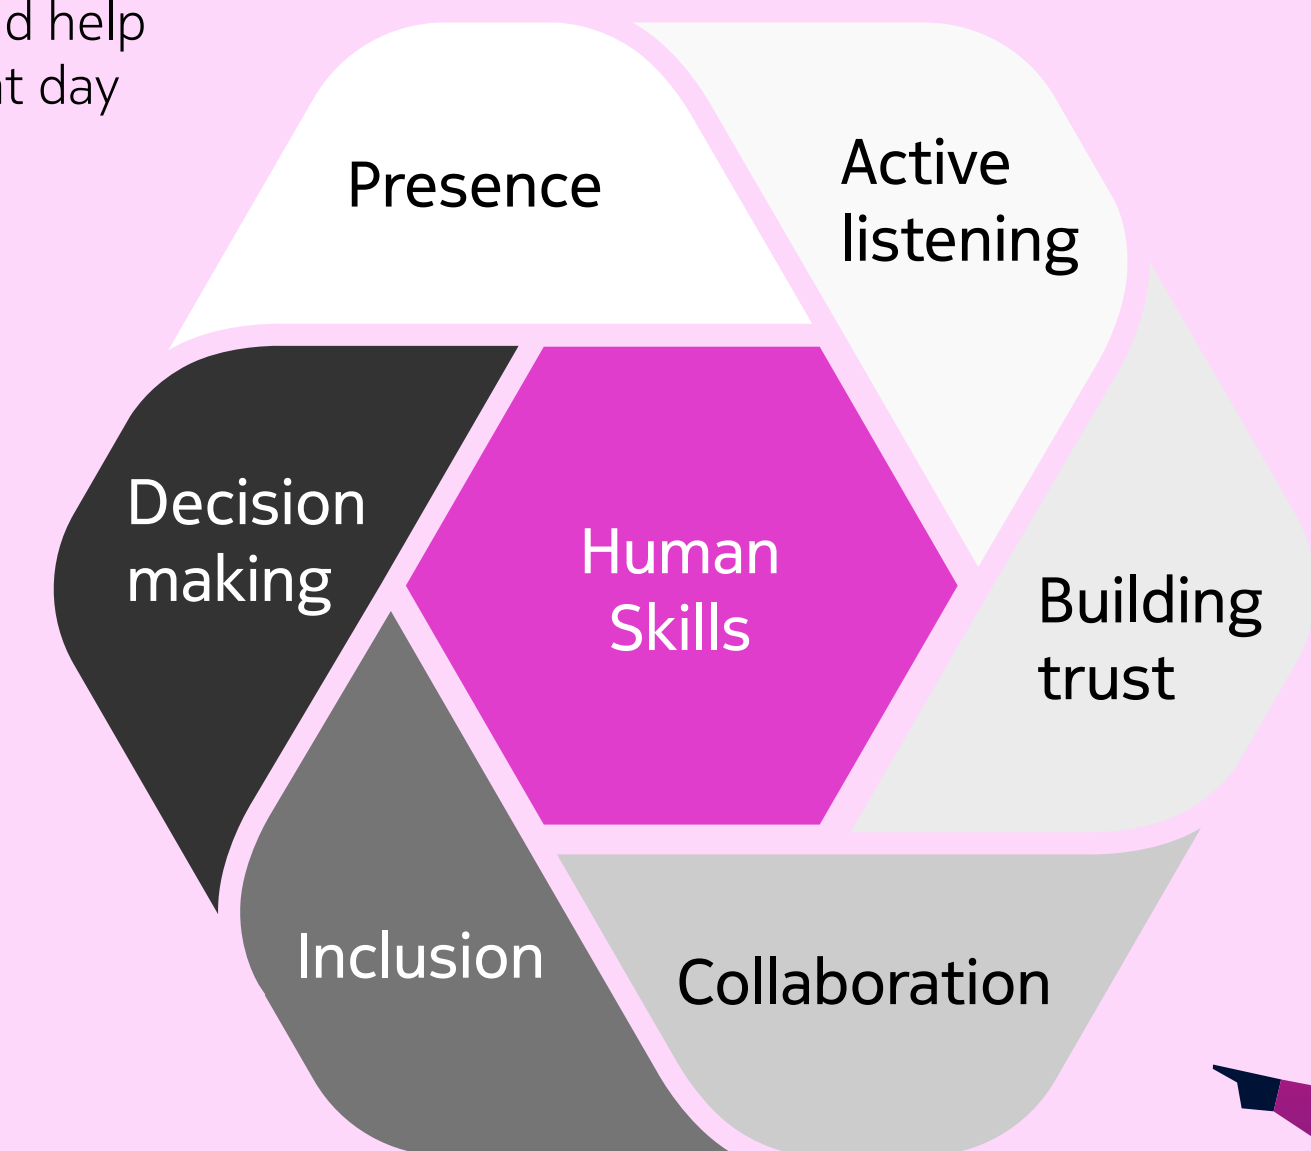 d help
t day
Presence
Active
listening
Decision
making
Human
Skills
Building
trust
Inclusion
Collaboration